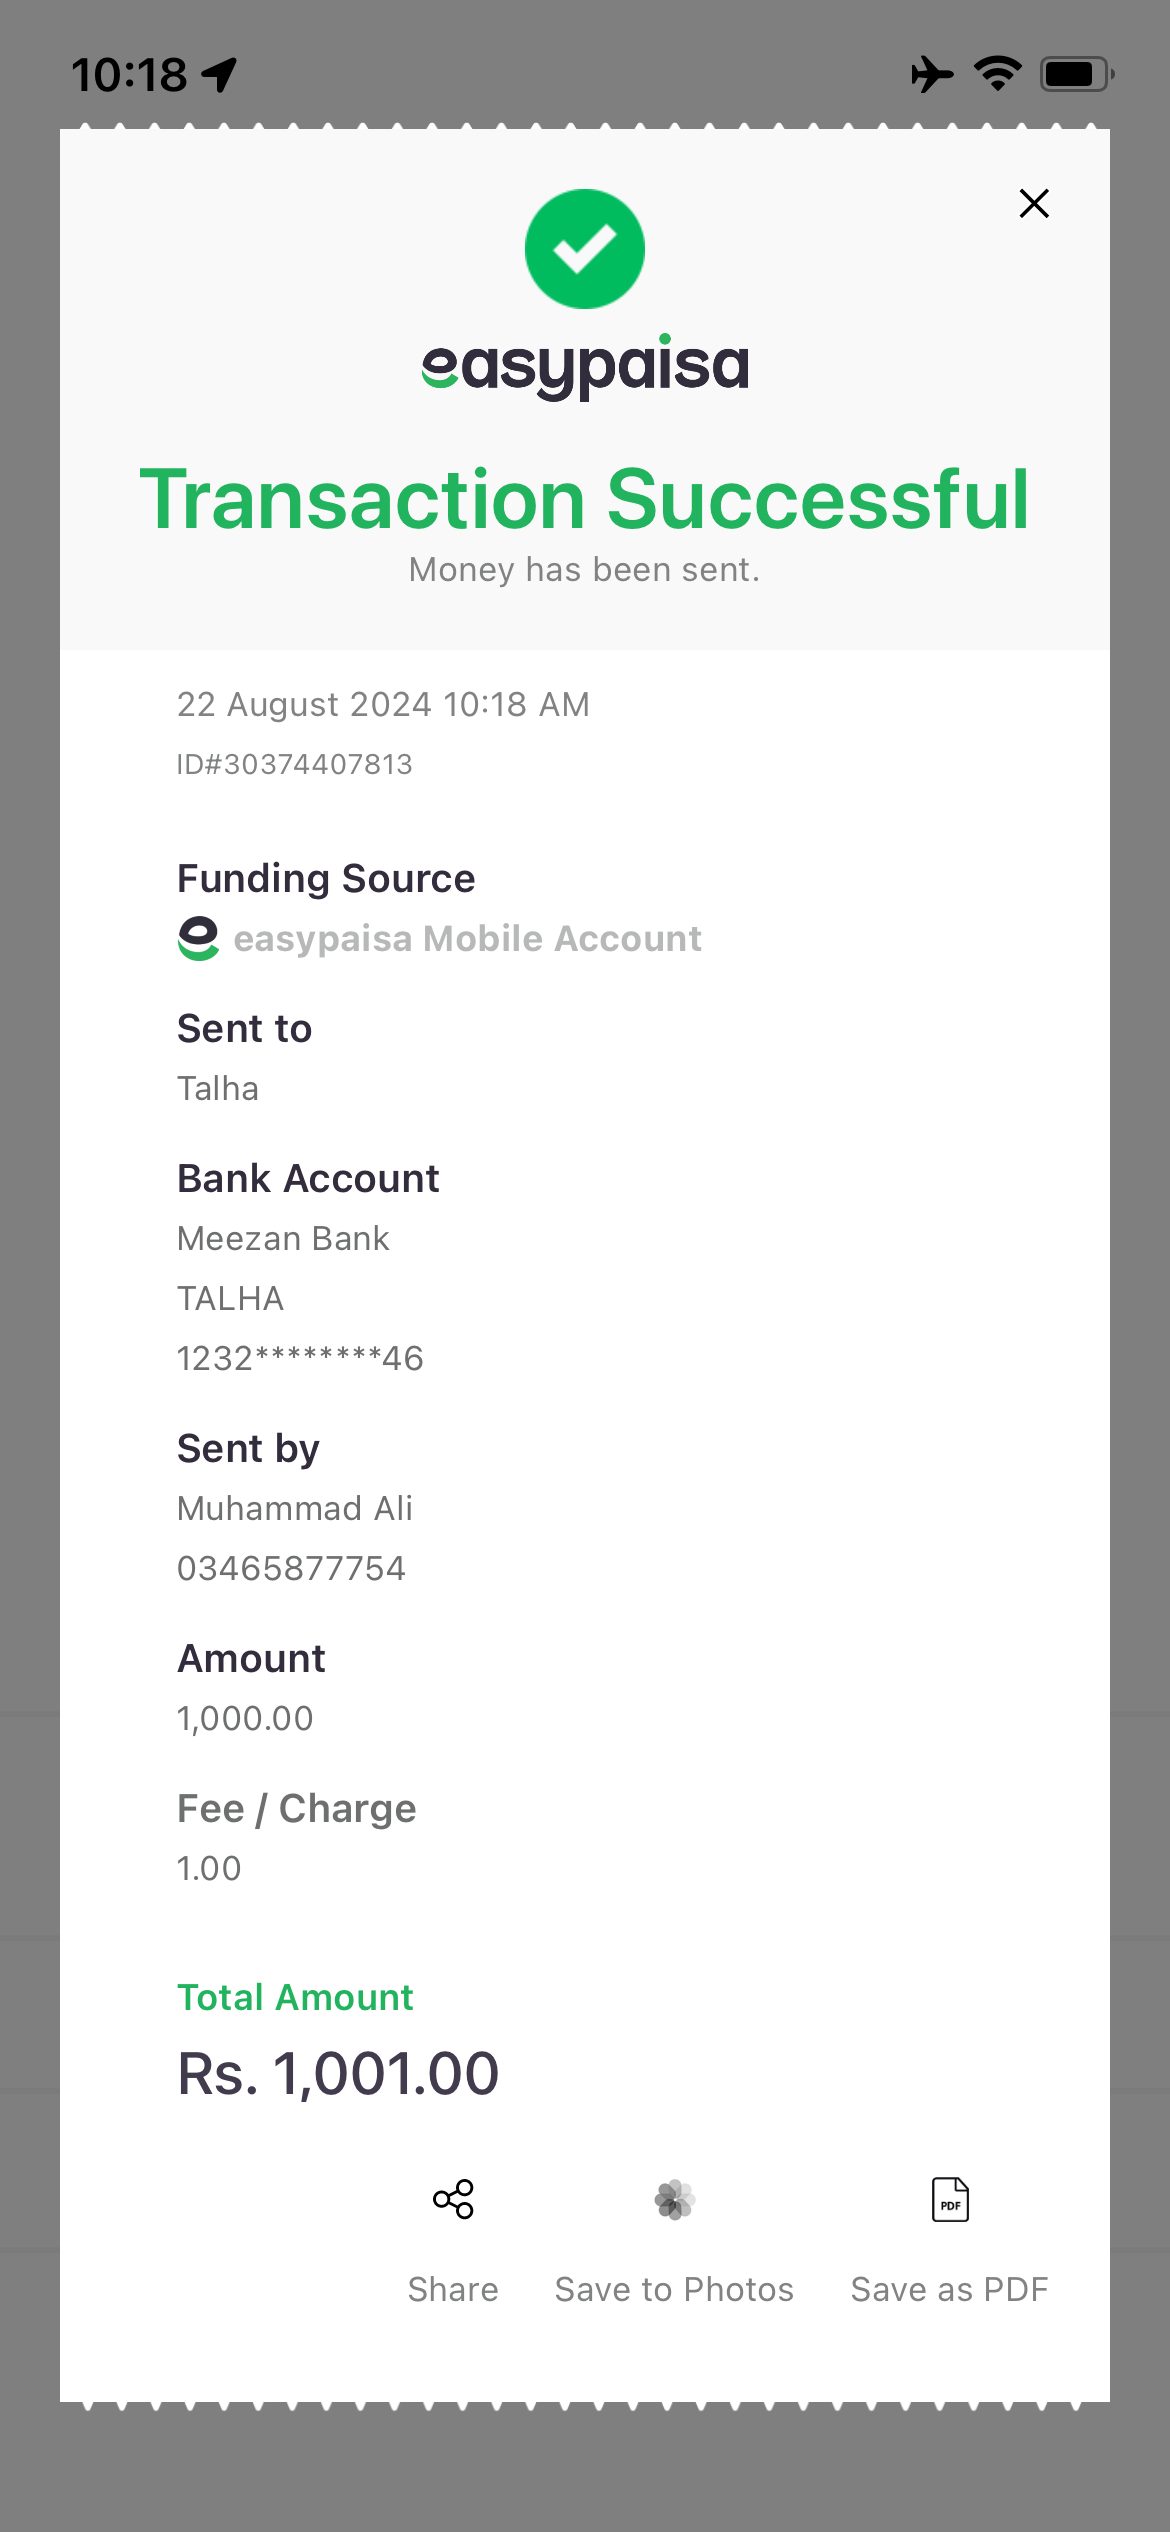 10:18
easypaisa
Transaction Successful
Money has been sent.
22 August 2024 10:18 AM
ID#30374407813
Funding Source
easypaisa Mobile Account
Sent to
Talha
Bank Account
Meezan Bank
TALHA
1232********46
Sent by
Muhammad Ali
03465877754
Amount
1,000.00
Fee / Charge
1.00
Total Amount
Rs. 1,001.00
PDF
Share Save to Photos Save as PDF